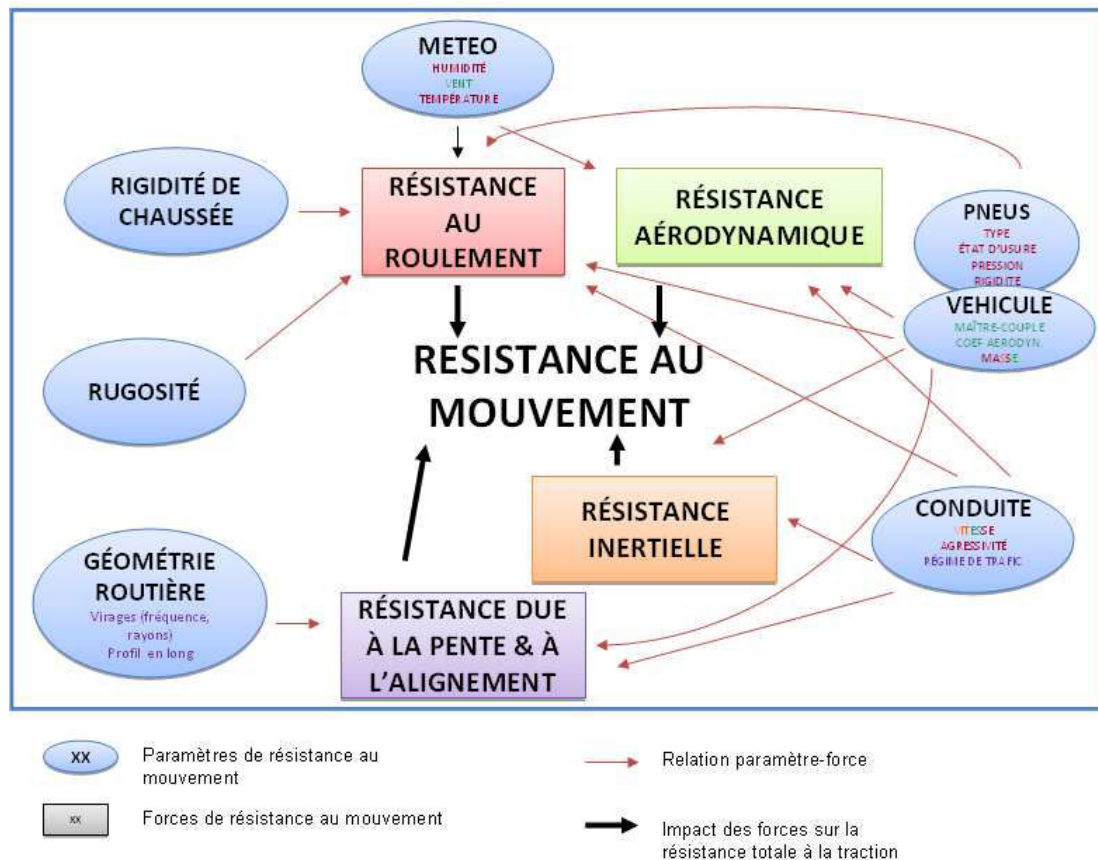 METEO
HUMIDITÉ
VENT
TEMPÉRATURE
RIGIDITÉ DE
CHAUSSÉE
RÉSISTANCE
AU
ROULEMENT
RÉSISTANCE
AÉRODYNAMIQUE
PNEUS
TYPE
ÉTAT D'USURE
PRESSION
RIGIDITE
VEHICULE
MAÎTRE-COUPLE
COEF AERODYN.
MASSE
RESISTANCE AU
MOUVEMENT
RUGOSITÉ
RÉSISTANCE
INERTIELLE
CONDUITE
VITESSE
AGRESSIVITÉ
RÉGIME DE TRAFIC
GÉOMÉTRIE
ROUTIÈRE
Virages (fréquence,
rayons)
Profil en long
RÉSISTANCE DUE
À LA PENTE & À
L'ALIGNEMENT
XX
Paramètres de résistance au
mouvement
Relation paramètre-force
xx
Forces de résistance au mouvement
Impact des forces sur la
résistance totale à la traction